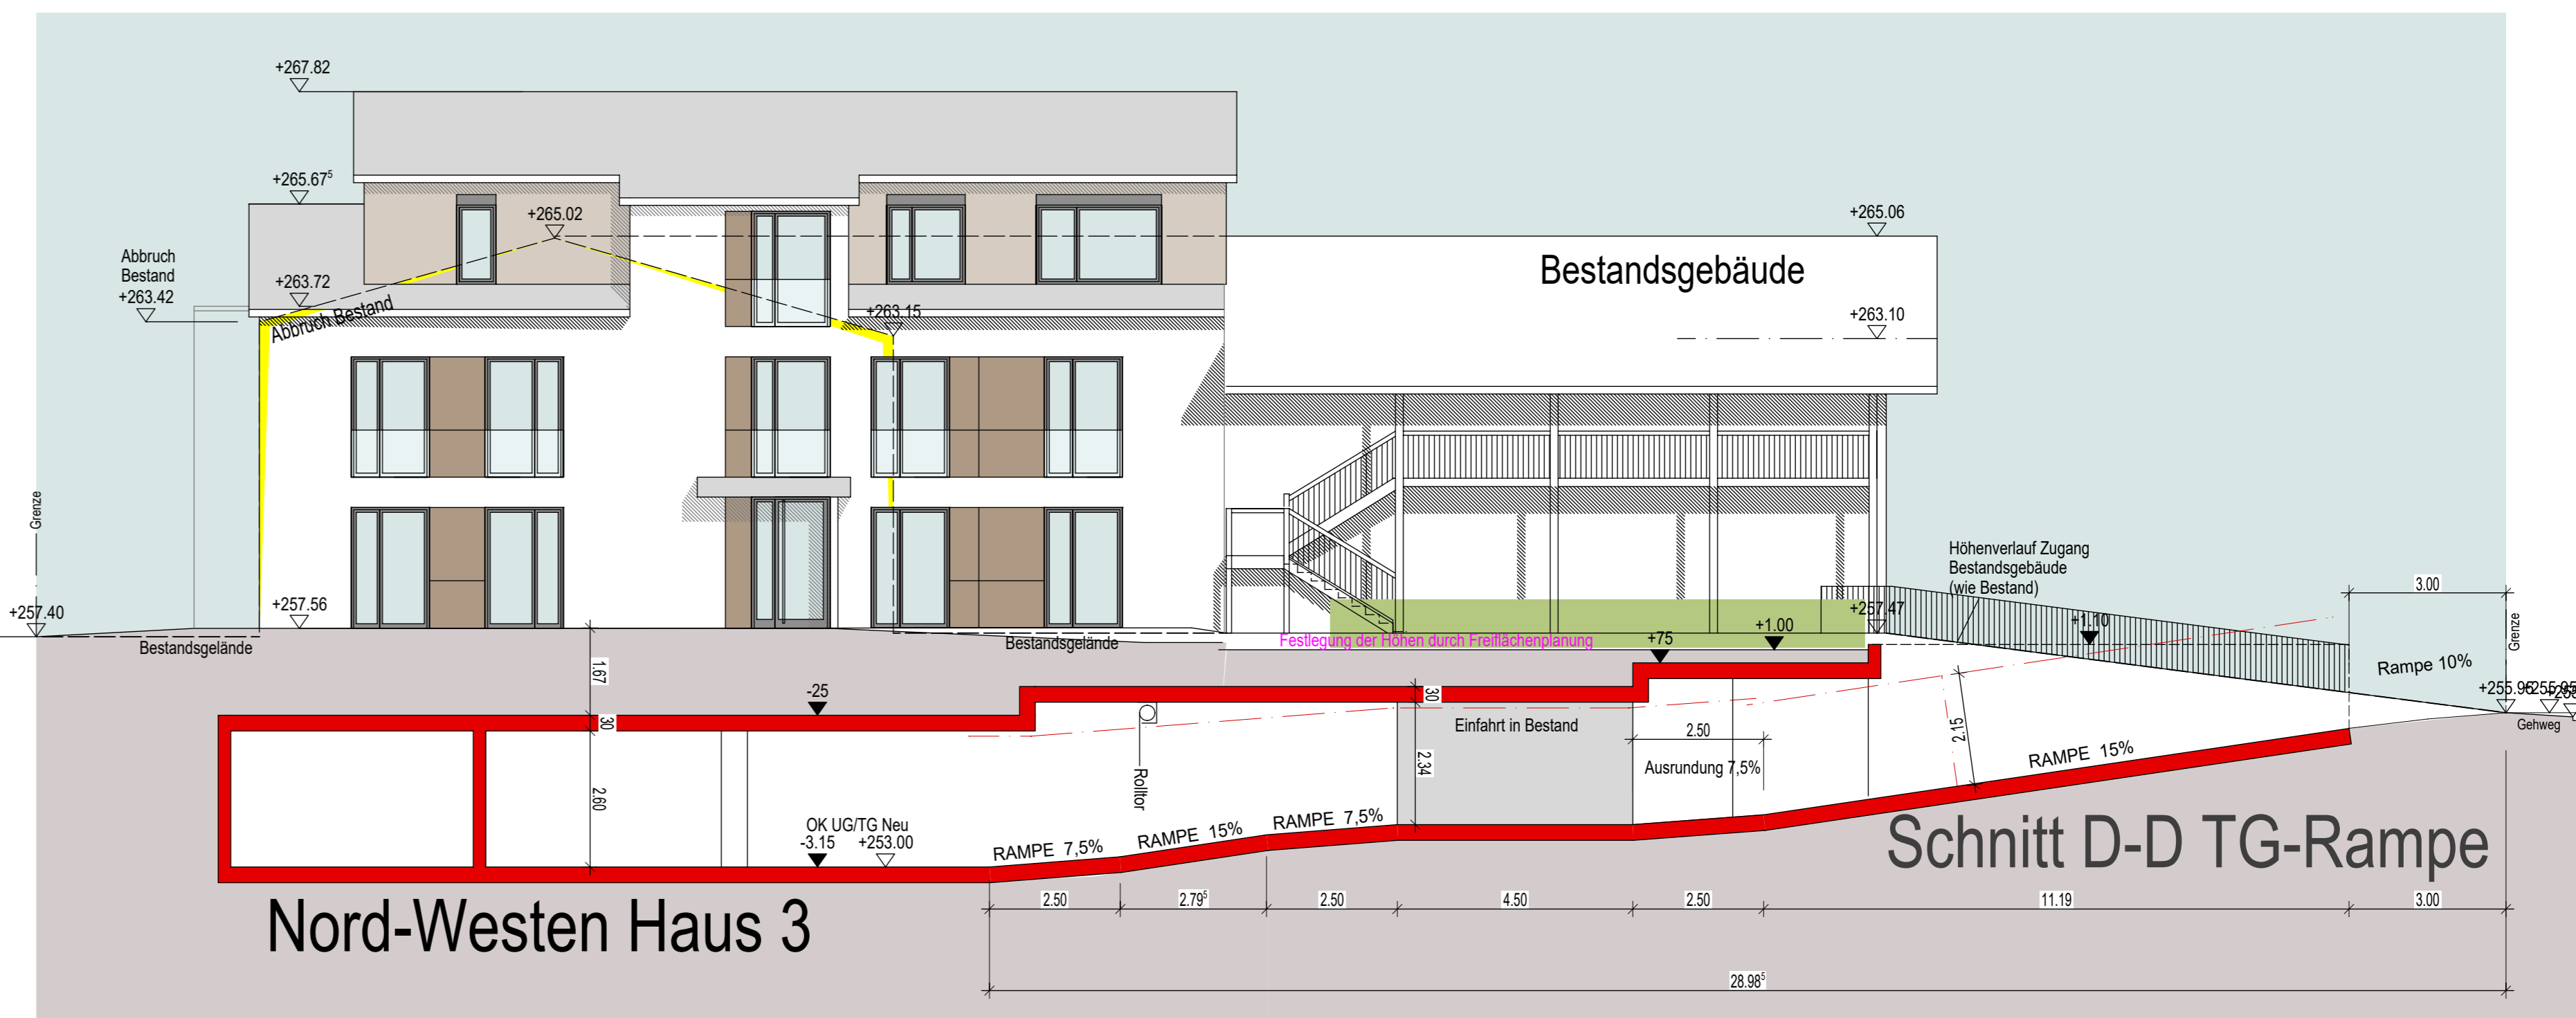 +267.82
+265.67⁵
+265.02
+265.06
Bestandsgebäude
Abbruch
Bestand
+263.42
+263.72
Abbruch Bestand
+263.15
+263.10
Grenze
+257.40
+257.56
Bestandsgelände
Bestandsgelände
Höhenverlauf Zugang
Bestandsgebäude
(wie Bestand)
3.00
Grenze
+257.47
+1.10
+1.00
+75
Festlegung der Höhen durch Freiflächenplanung
Rampe 10%
+255.95
Gehweg
1.67
-25
30
30
2.60
Rolltor
2.34
Einfahrt in Bestand
2.50
Ausrundung 7,5%
2.15
RAMPE 15%
OK UG/TG Neu
-3.15 +253.00
RAMPE 7,5%
RAMPE 15%
RAMPE 7,5%
Schnitt D-D TG-Rampe
Nord-Westen Haus 3
2.50
2.79⁵
2.50
4.50
2.50
11.19
3.00
28.98⁵